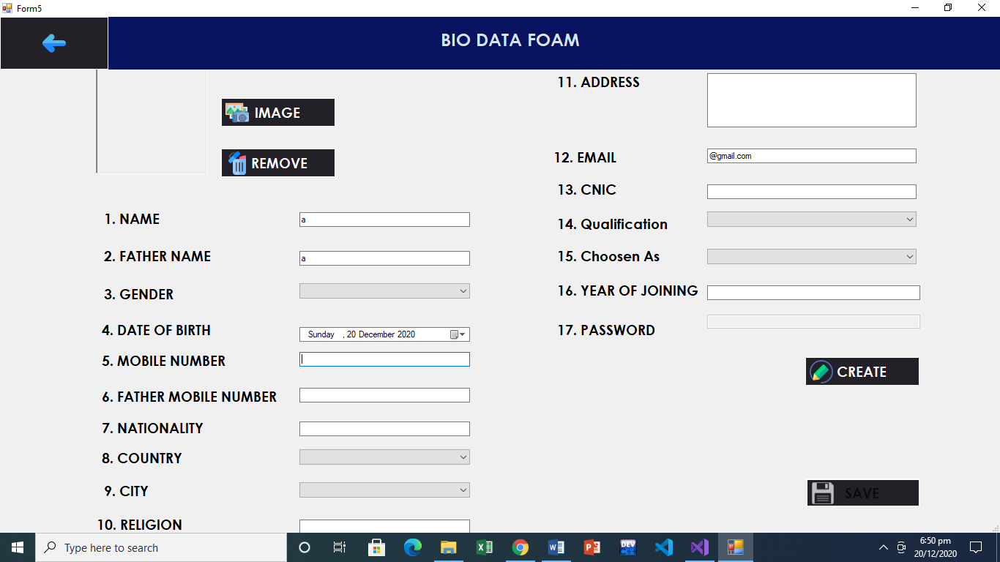 Form5
BIO DATA FOAM
IMAGE
REMOVE
1. NAME
a
2. FATHER NAME
a
3. GENDER
4. DATE OF BIRTH
Sunday , 20 December 2020
5. MOBILE NUMBER
6. FATHER MOBILE NUMBER
7. NATIONALITY
8. COUNTRY
9. CITY
10. RELIGION
11. ADDRESS
12. EMAIL
@gmail.com
13. CNIC
14. Qualification
15. Choosen As
16. YEAR OF JOINING
17. PASSWORD
CREATE
SAVE
Type here to search
DEV
6:50 pm
20/12/2020